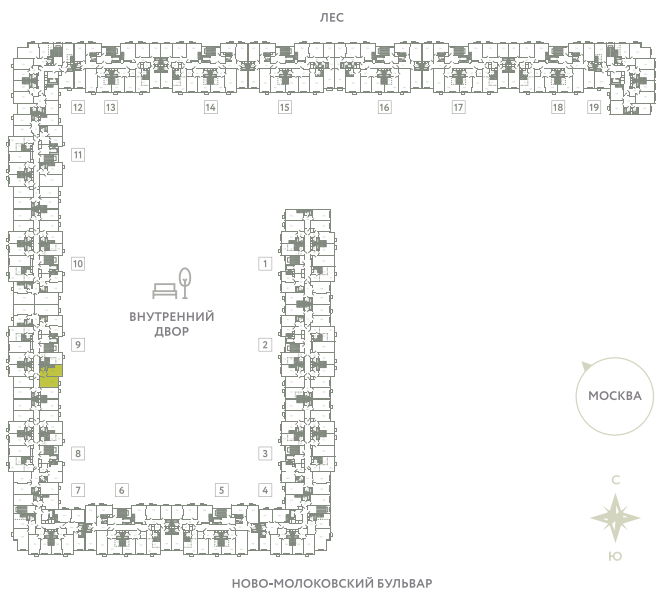 ЛЕС
12 13 14 15 16 17 18 19
11
10 1
ВНУТРЕННИЙ
ДВОР
9 2
МОСКВА
8 3
7 6 5 4
С
Ю
НОВО-МОЛОКОВСКИЙ БУЛЬВАР